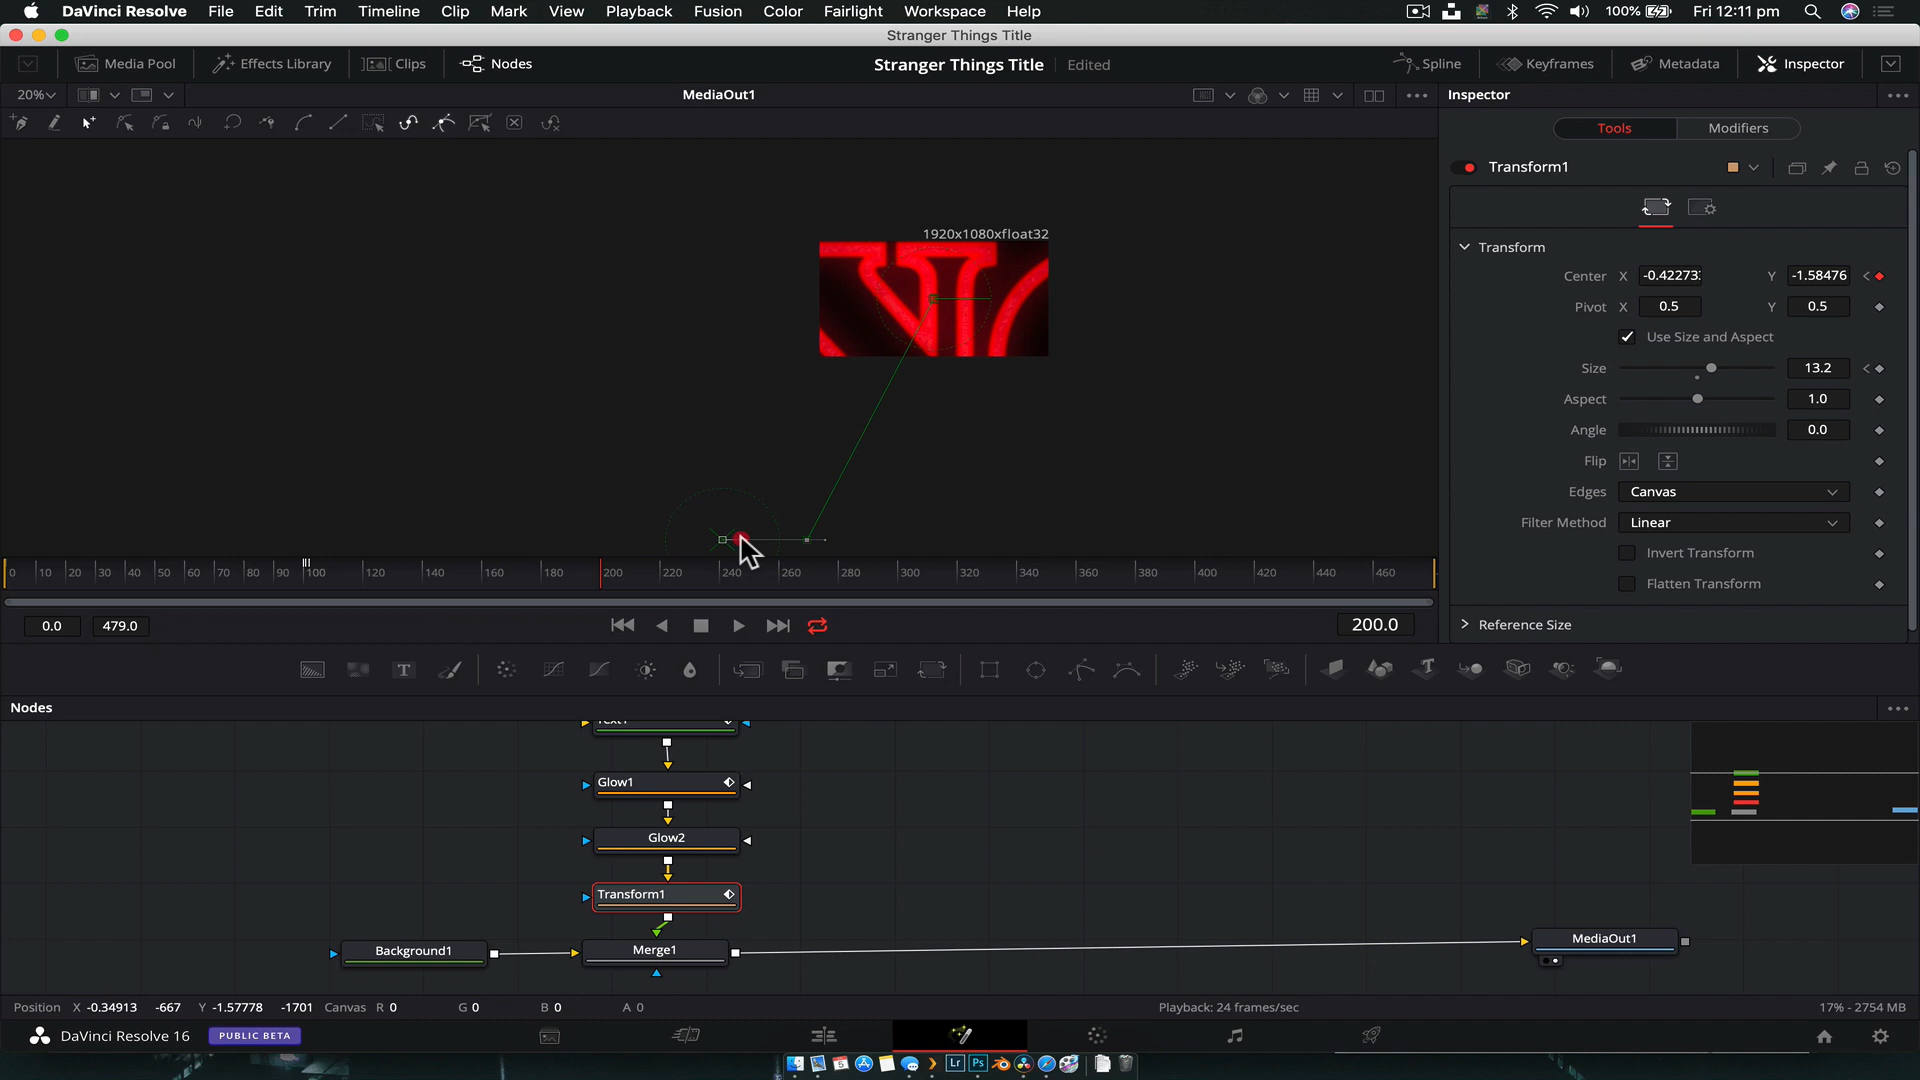 DaVinci Resolve File Edit Trim Timeline Clip Mark View Playback Fusion Color Fairlight Workspace Help 100% Fri 12:11 pm
Stranger Things Title
Media Pool Effects Library Clips Nodes Stranger Things Title Edited Spline Keyframes Metadata Inspector
20% MediaOut1 Inspector
Tools Modifiers
Transform1
1920x1080xfloat32
Transform
Center X -0.42273 Y -1.58476
Pivot X 0.5 Y 0.5
Use Size and Aspect
Size 13.2
Aspect 1.0
Angle 0.0
Flip
Edges Canvas
Filter Method Linear
Invert Transform
Flatten Transform
Reference Size
0 10 20 30 40 50 60 70 80 90 100 120 140 160 180 200 220 240 260 280 300 320 340 360 380 400 420 440 460
0.0 479.0 200.0
Nodes
Text1
Glow1
Glow2
Transform1
Background1 Merge1 MediaOut1
Position X -0.34913 -667 Y -1.57778 -1701 Canvas R 0 G 0 B 0 A 0 Playback: 24 frames/sec 17% - 2754 MB
DaVinci Resolve 16 PUBLIC BETA
Lr Ps